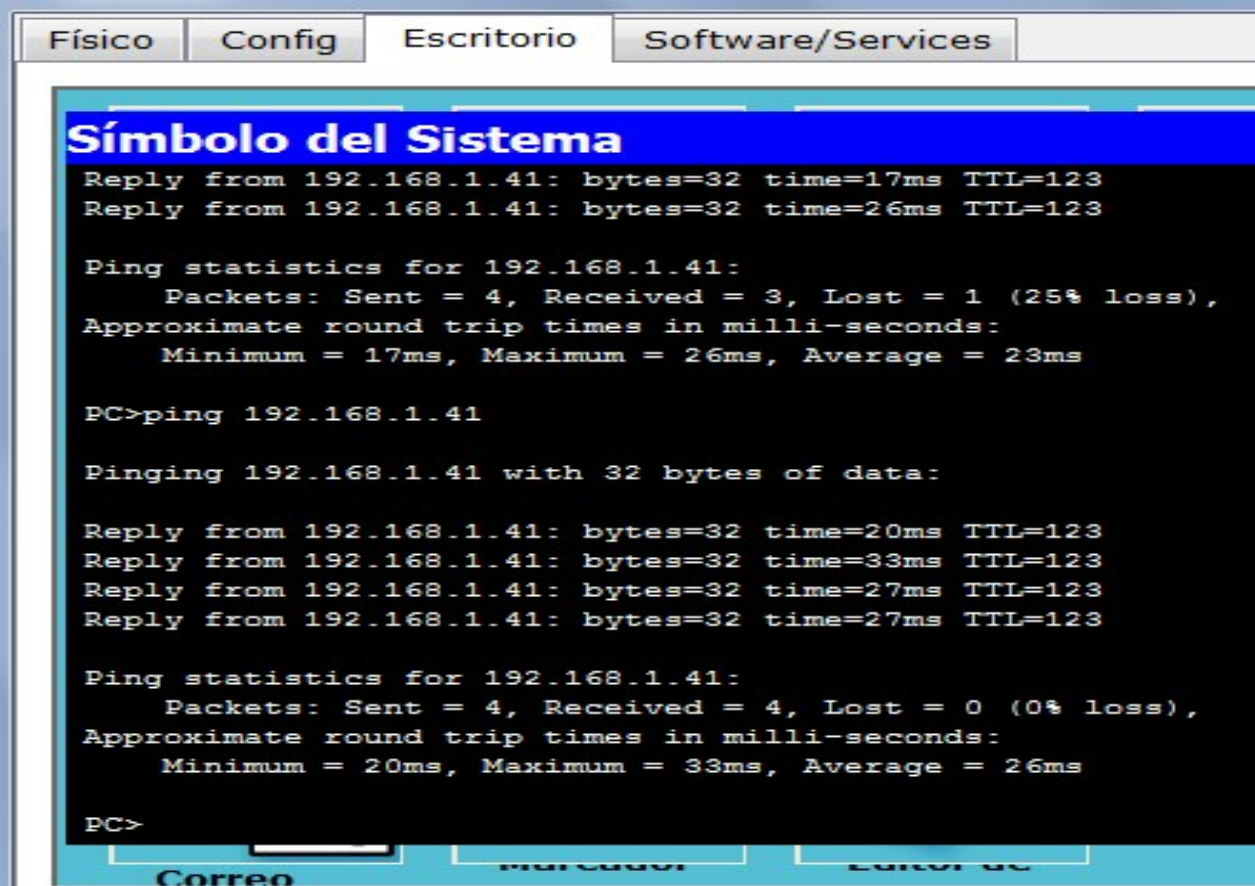 Físico Config Escritorio Software/Services
Símbolo del Sistema
Reply from 192.168.1.41: bytes=32 time=17ms TTL=123
Reply from 192.168.1.41: bytes=32 time=26ms TTL=123
Ping statistics for 192.168.1.41:
Packets: Sent = 4, Received = 3, Lost = 1 (25% loss),
Approximate round trip times in milli-seconds:
Minimum = 17ms, Maximum = 26ms, Average = 23ms
PC>ping 192.168.1.41
Pinging 192.168.1.41 with 32 bytes of data:
Reply from 192.168.1.41: bytes=32 time=20ms TTL=123
Reply from 192.168.1.41: bytes=32 time=33ms TTL=123
Reply from 192.168.1.41: bytes=32 time=27ms TTL=123
Reply from 192.168.1.41: bytes=32 time=27ms TTL=123
Ping statistics for 192.168.1.41:
Packets: Sent = 4, Received = 4, Lost = 0 (0% loss),
Approximate round trip times in milli-seconds:
Minimum = 20ms, Maximum = 33ms, Average = 26ms
PC>
Correo